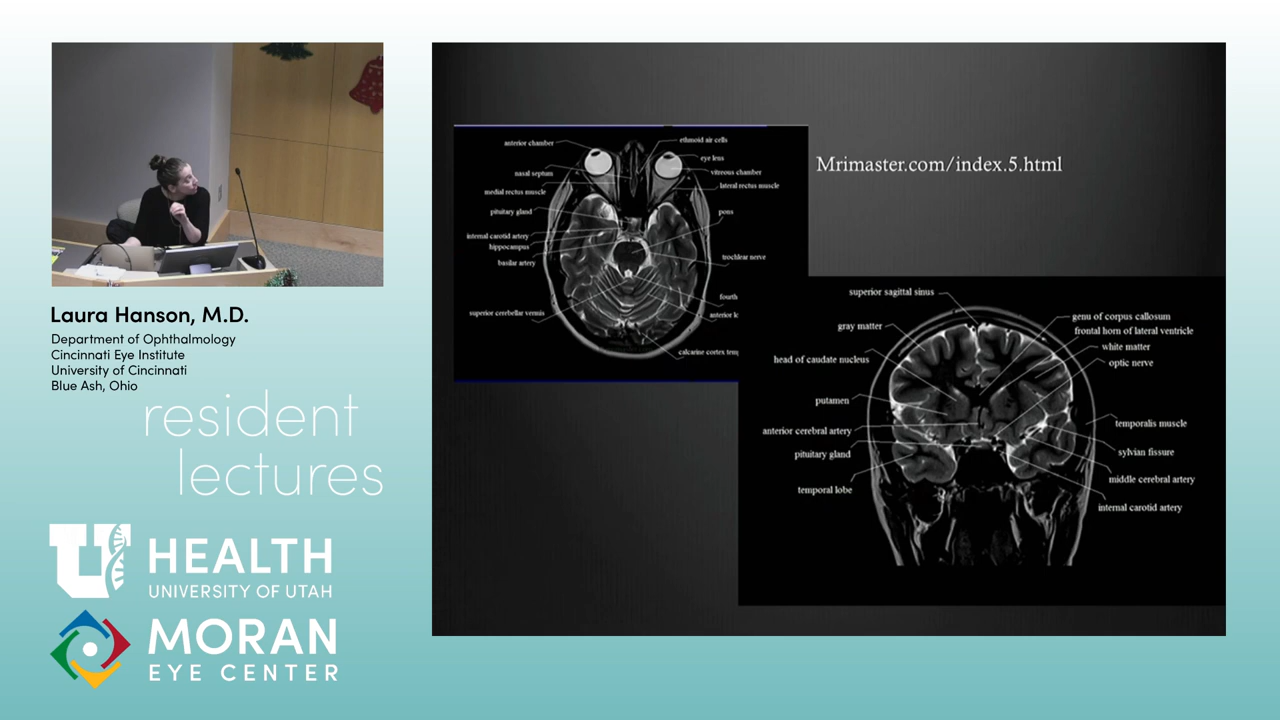 Laura Hanson, M.D.
Department of Ophthalmology
Cincinnati Eye Institute
University of Cincinnati
Blue Ash, Ohio
resident
lectures
U HEALTH
UNIVERSITY OF UTAH
MORAN
EYE CENTER
Mrimaster.com/index.5.html
anterior chamber
nasal septum
medial rectus muscle
pituitary gland
internal carotid artery
hippocampus
basilar artery
superior cerebellar vermis
ethmoid air cells
eye lens
vitreous chamber
lateral rectus muscle
pons
trochlear nerve
fourth
anterior lo
calcarine cortex tem
superior sagittal sinus
gray matter
head of caudate nucleus
putamen
anterior cerebral artery
pituitary gland
temporal lobe
genu of corpus callosum
frontal horn of lateral ventricle
white matter
optic nerve
temporalis muscle
sylvian fissure
middle cerebral artery
internal carotid artery